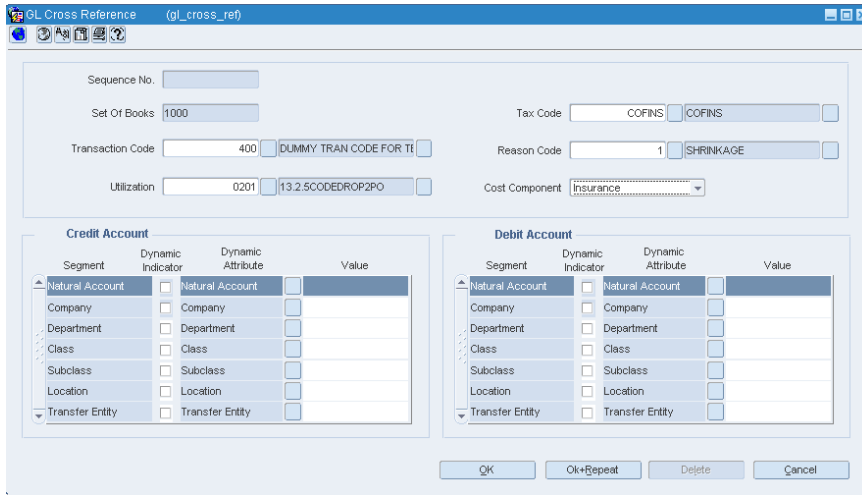 GL Cross Reference (gl_cross_ref)
Sequence No.
Set Of Books 1000 Tax Code COFINS COFINS
Transaction Code 400 DUMMY TRAN CODE FOR TE Reason Code 1 SHRINKAGE
Utilization 0201 13.2.5CODEDROP2PO Cost Component Insurance
Credit Account
Segment Dynamic Indicator Dynamic Attribute Value
Natural Account Natural Account
Company Company
Department Department
Class Class
Subclass Subclass
Location Location
Transfer Entity Transfer Entity
Debit Account
Segment Dynamic Indicator Dynamic Attribute Value
Natural Account Natural Account
Company Company
Department Department
Class Class
Subclass Subclass
Location Location
Transfer Entity Transfer Entity
OK Ok+Repeat Delete Cancel